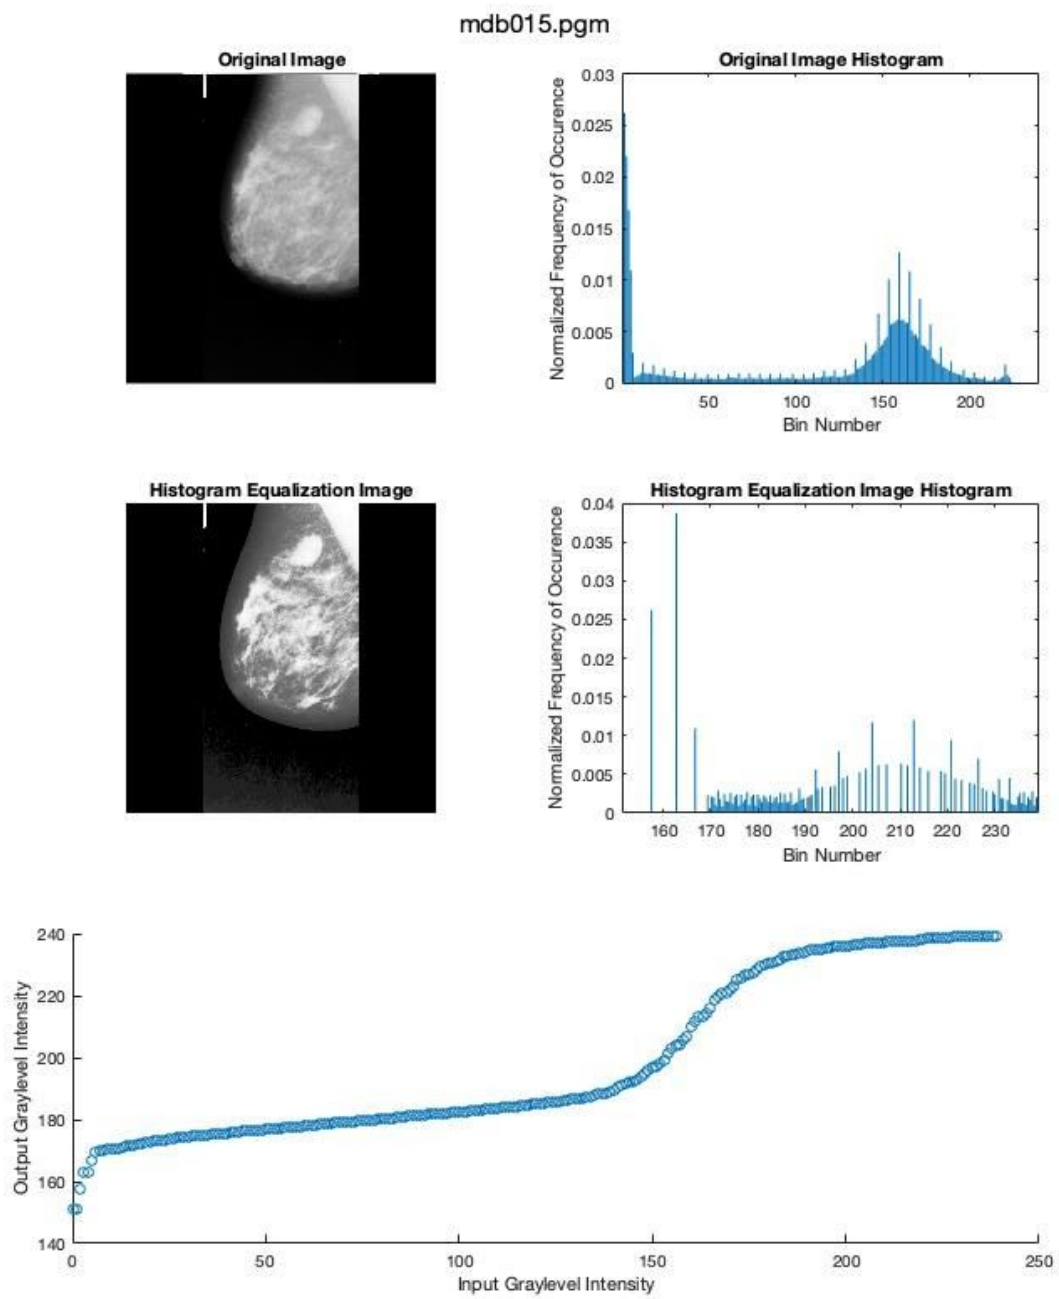 mdb015.pgm
Original Image
Original Image Histogram
0.03
0.025
0.02
0.015
0.01
0.005
0
Normalized Frequency of Occurence
50 100 150 200
Bin Number
Histogram Equalization Image
Histogram Equalization Image Histogram
0.04
0.035
0.03
0.025
0.02
0.015
0.01
0.005
0
Normalized Frequency of Occurence
160 170 180 190 200 210 220 230
Bin Number
240
220
200
180
160
140
Output Graylevel Intensity
0 50 100 150 200 250
Input Graylevel Intensity